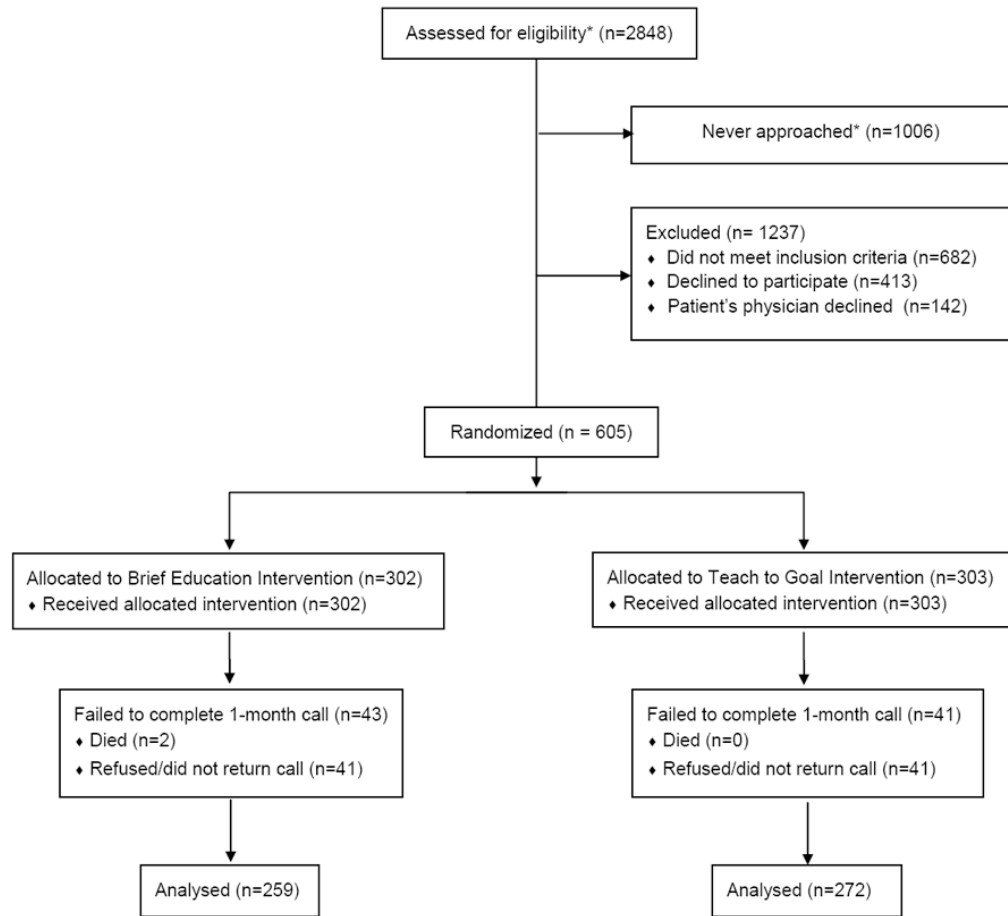 Assessed for eligibility* (n=2848)
Never approached* (n=1006)
Excluded (n= 1237)
♦ Did not meet inclusion criteria (n=682)
♦ Declined to participate (n=413)
♦ Patient's physician declined (n=142)
Randomized (n = 605)
Allocated to Brief Education Intervention (n=302)
♦ Received allocated intervention (n=302)
Allocated to Teach to Goal Intervention (n=303)
♦ Received allocated intervention (n=303)
Failed to complete 1-month call (n=43)
♦ Died (n=2)
♦ Refused/did not return call (n=41)
Failed to complete 1-month call (n=41)
♦ Died (n=0)
♦ Refused/did not return call (n=41)
Analysed (n=259)
Analysed (n=272)